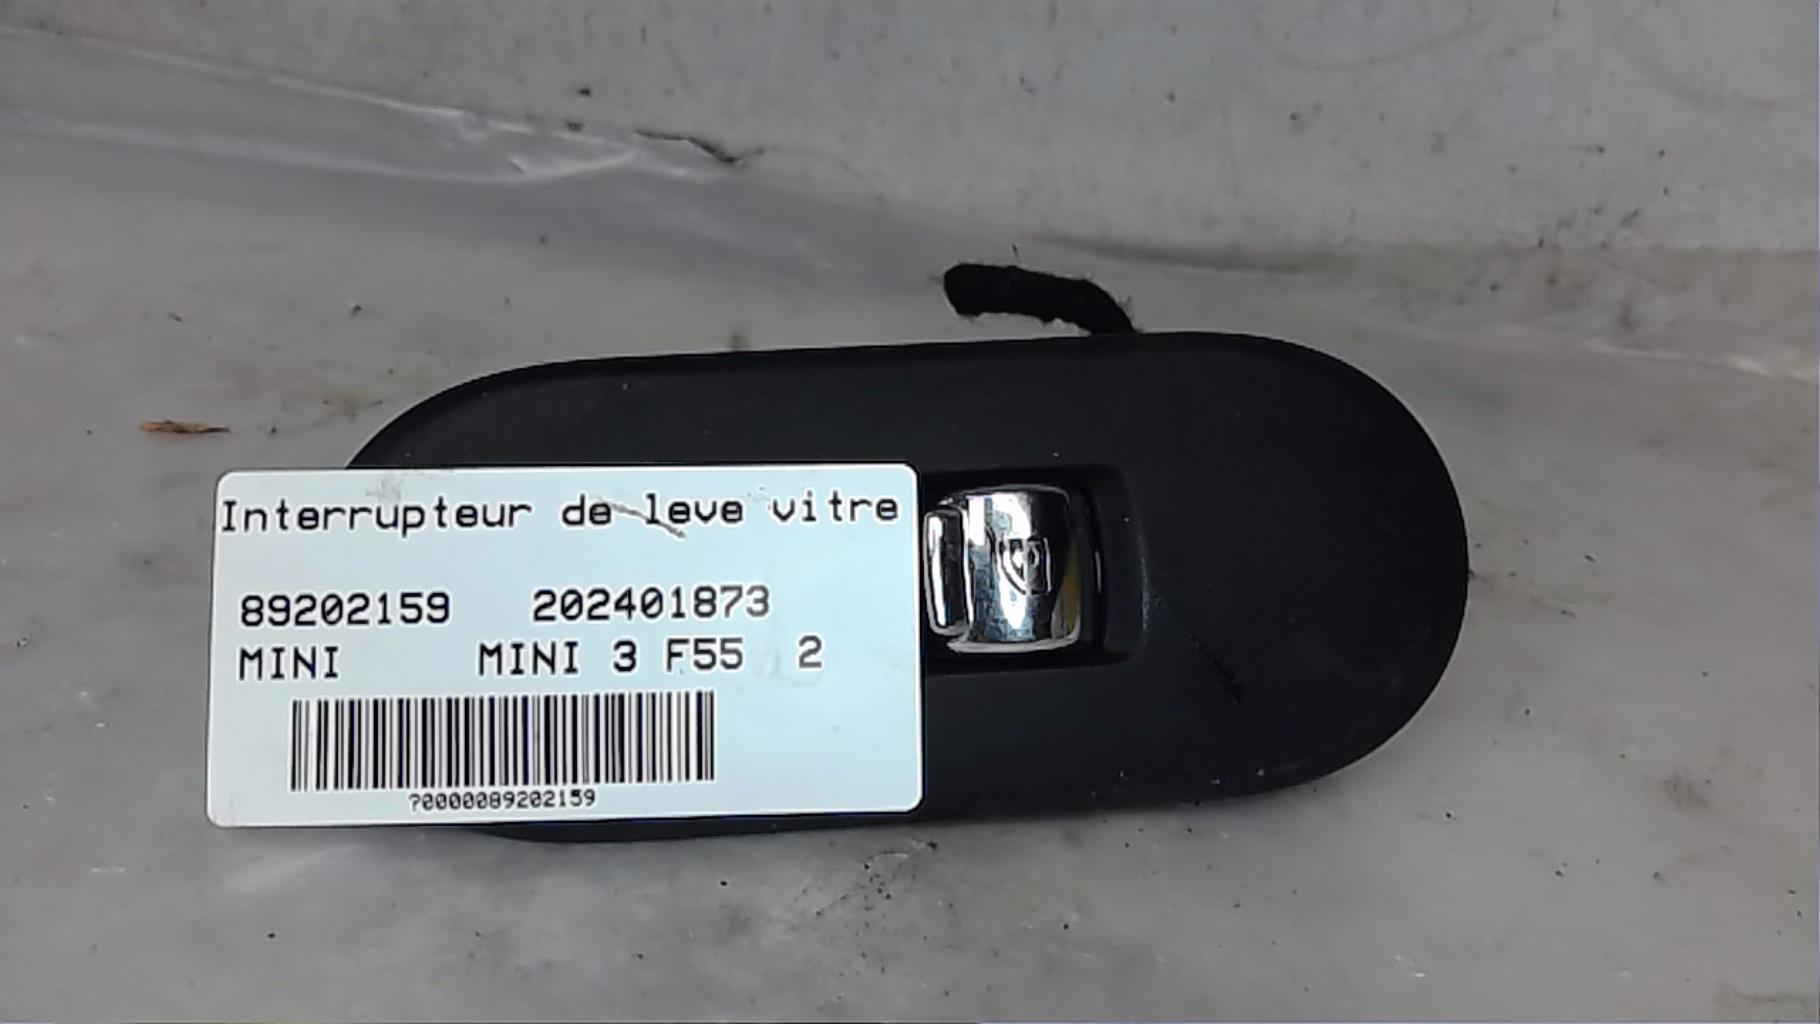 Interrupteur de leve vitre
89202159 202401873
MINI MINI 3 F55 2
?0000089202159